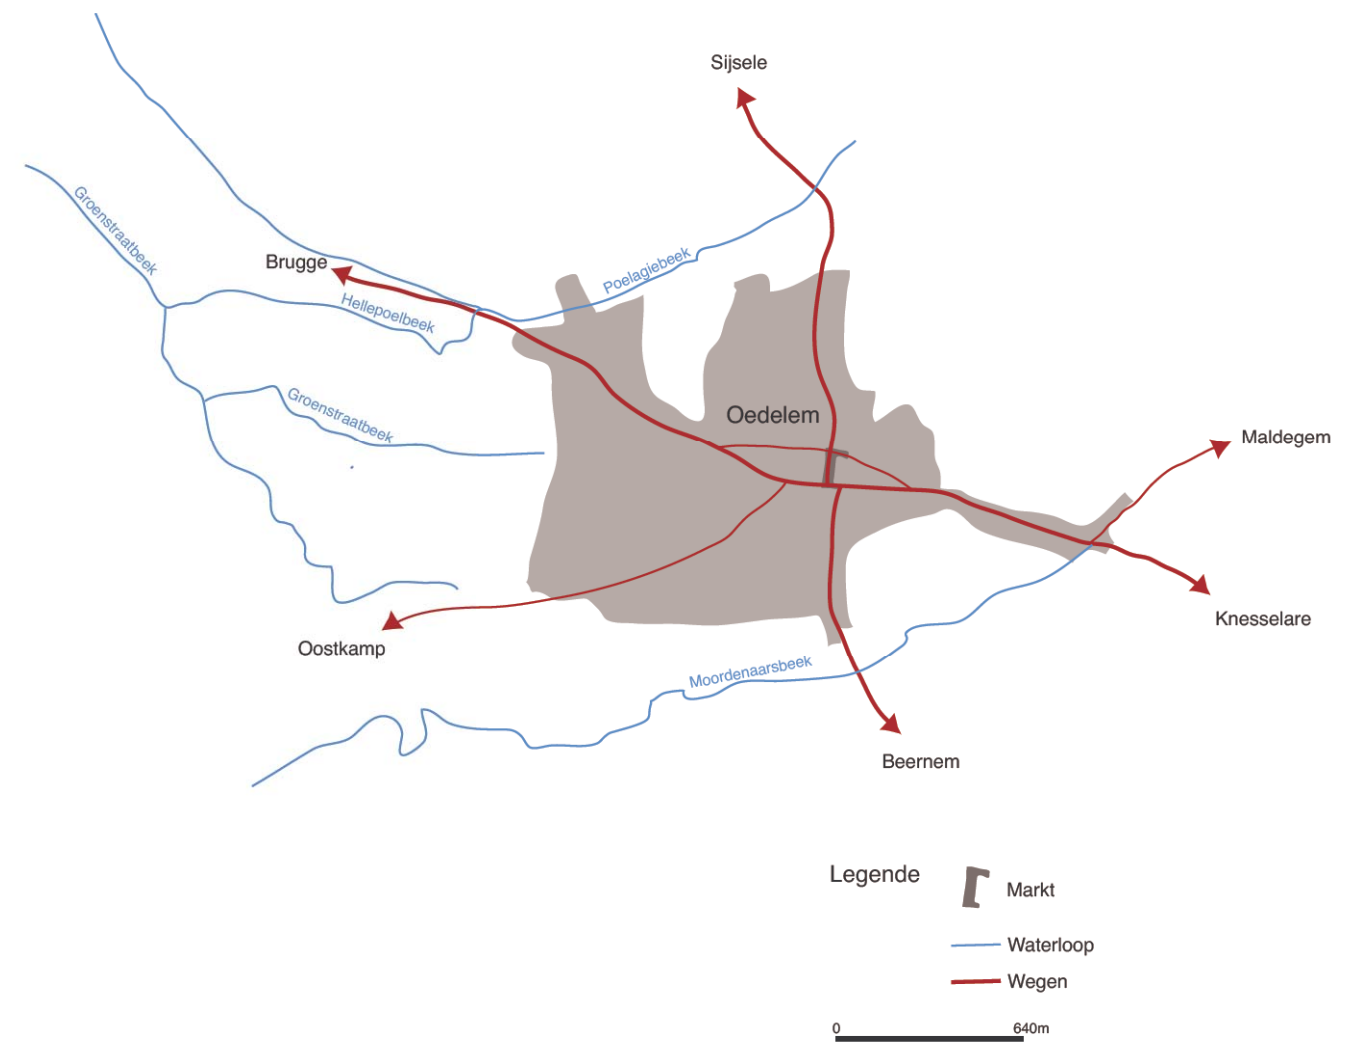 Sijsele
Groenstraatbeek
Brugge
Poelagiebeek
Hellepoelbeek
Groenstraatbeek
Oedelem
Maldegem
Knesselare
Oostkamp
Moordenaarsbeek
Beernem
Legende
Markt
Waterloop
Wegen
0 640m